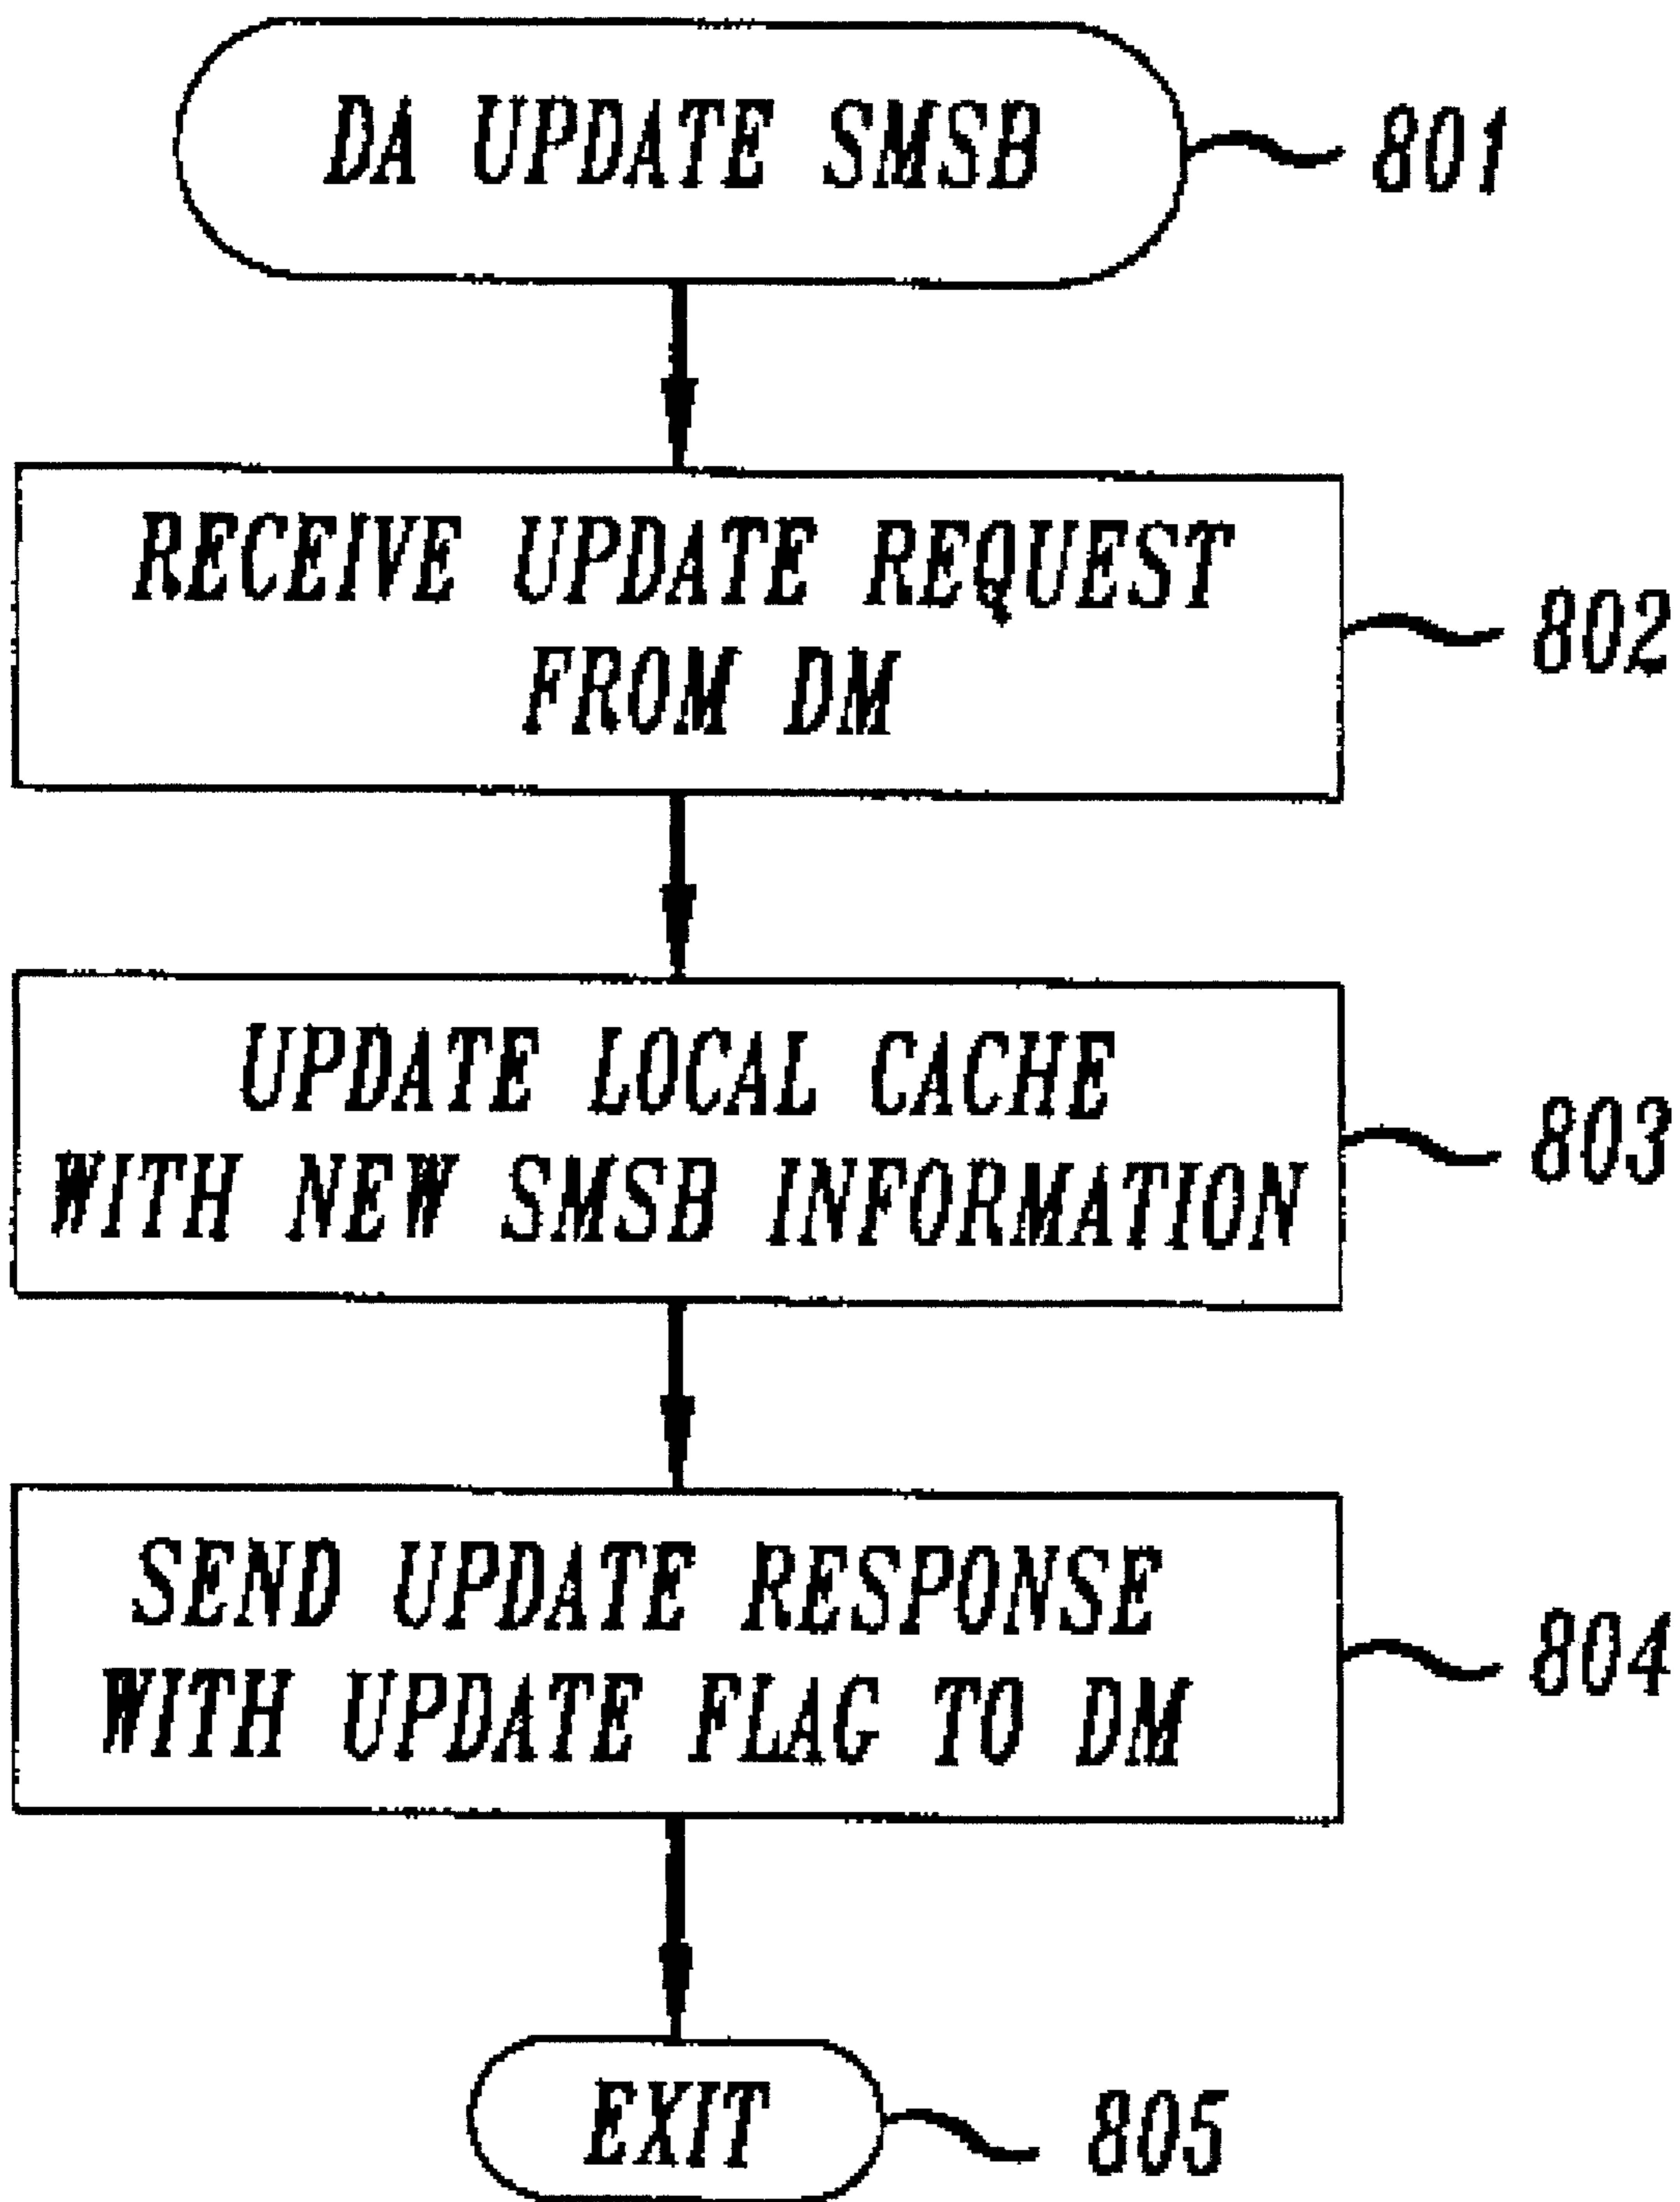 DA UPDATE SMSB
801
RECEIVE UPDATE REQUEST
FROM DM
802
UPDATE LOCAL CACHE
WITH NEW SMSB INFORMATION
803
SEND UPDATE RESPONSE
WITH UPDATE FLAG TO DM
804
EXIT
805